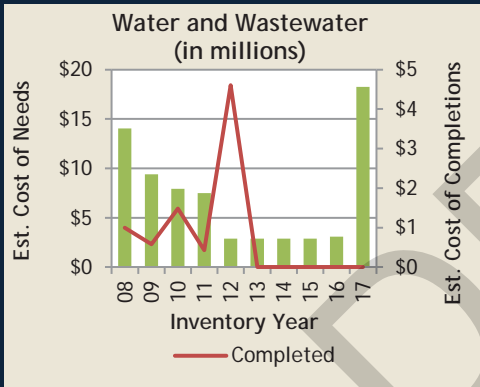 Water and Wastewater
(in millions)
Est. Cost of Needs
$20
$15
$10
$5
$0
$5
$4
$3
$2
$1
$0
Est. Cost of Completions
08 09 10 11 12 13 14 15 16 17
Inventory Year
Completed